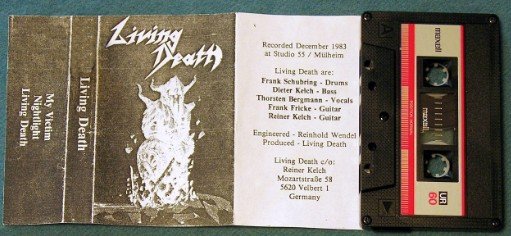 My Victim
Nightflight
Living Death
Living Death
Living
Death
Recorded December 1983
at Studio 55 / Mülheim
Living Death are:
Frank Schubring - Drums
Dieter Kelch - Bass
Thorsten Bergmann - Vocals
Frank Fricke - Guitar
Reiner Kelch - Guitar
Engineered - Reinhold Wendel
Produced - Living Death
Living Death c/o:
Reiner Kelch
Mozartstraße 58
5620 Velbert 1
Germany
A
maxell
maxell
UR
60